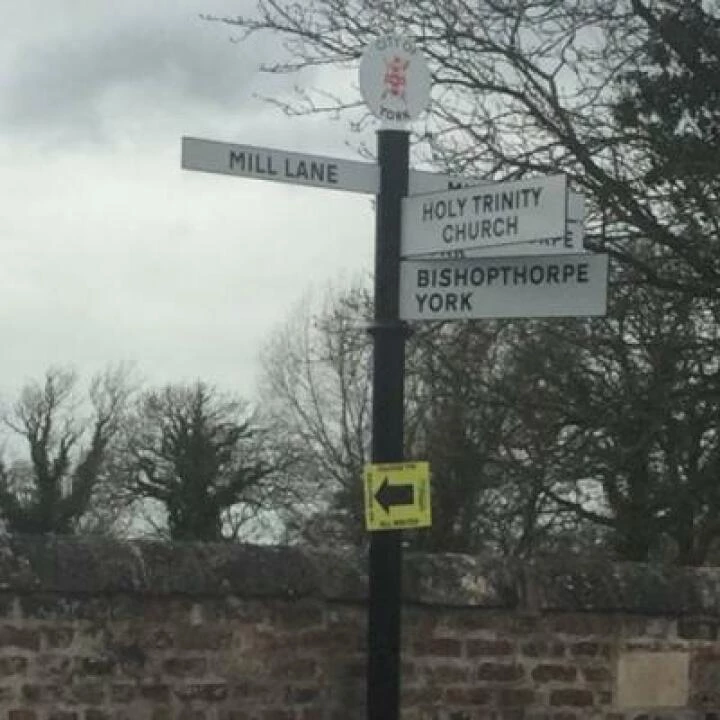 CITY OF
YORK
MILL LANE
HOLY TRINITY
CHURCH
BISHOPTHORPE
YORK